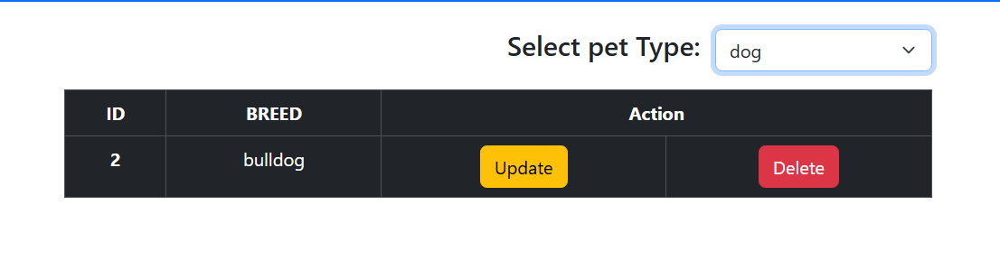 Select pet Type: dog
ID BREED Action
2 bulldog Update Delete